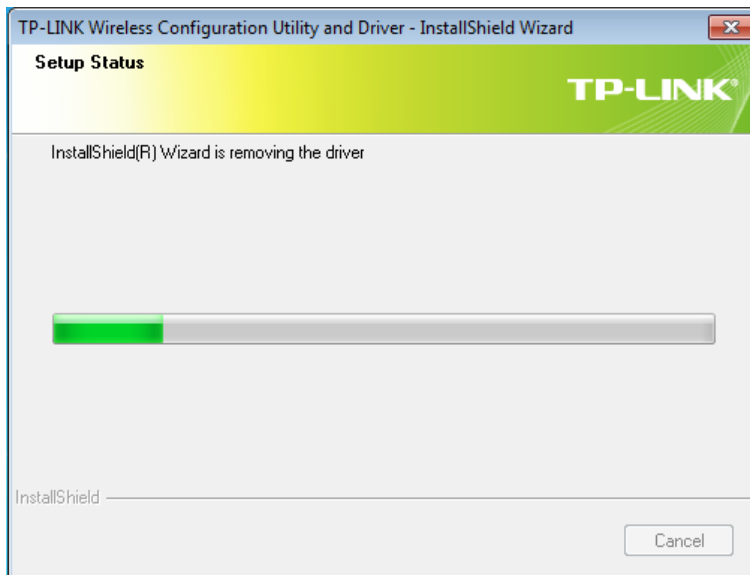 TP-LINK Wireless Configuration Utility and Driver - InstallShield Wizard
Setup Status
TP-LINK®
InstallShield(R) Wizard is removing the driver
InstallShield
Cancel